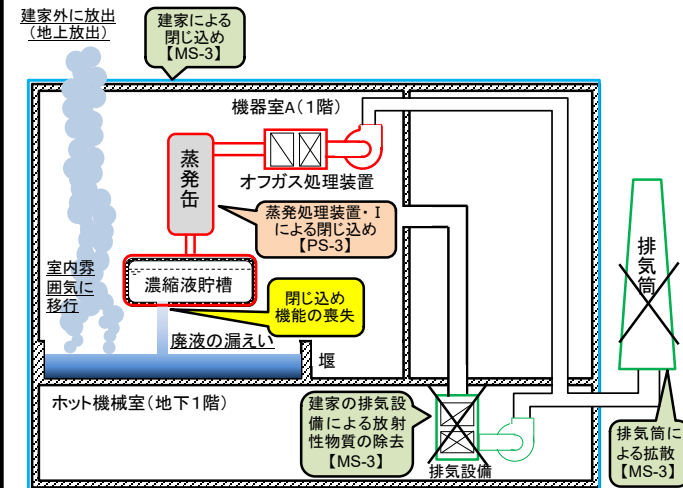 建家外に放出
(地上放出)
建家による
閉じ込め
【MS-3】
機器室A(1階)
蒸発缶
オフガス処理装置
蒸発処理装置・Ⅰ
による閉じ込め
【PS-3】
排気筒
室内雰
囲気に
移行
濃縮液貯槽
閉じ込め
機能の喪失
廃液の漏えい
堰
ホット機械室(地下1階)
建家の排気設
備による放射
性物質の除去
【MS-3】
排気設備
排気筒に
よる拡散
【MS-3】